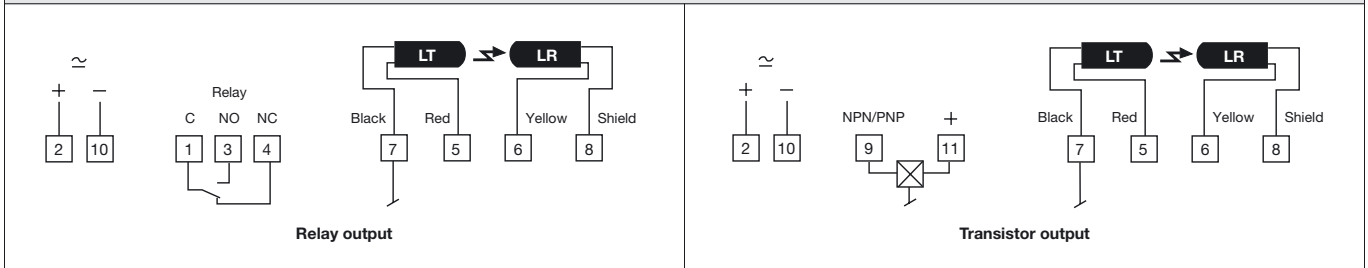 LT LR
≃
+ −
Relay
C NO NC
Black Red Yellow Shield
2 10 1 3 4 7 5 6 8
Relay output
LT LR
≃
+ −
NPN/PNP +
Black Red Yellow Shield
2 10 9 11 7 5 6 8
Transistor output